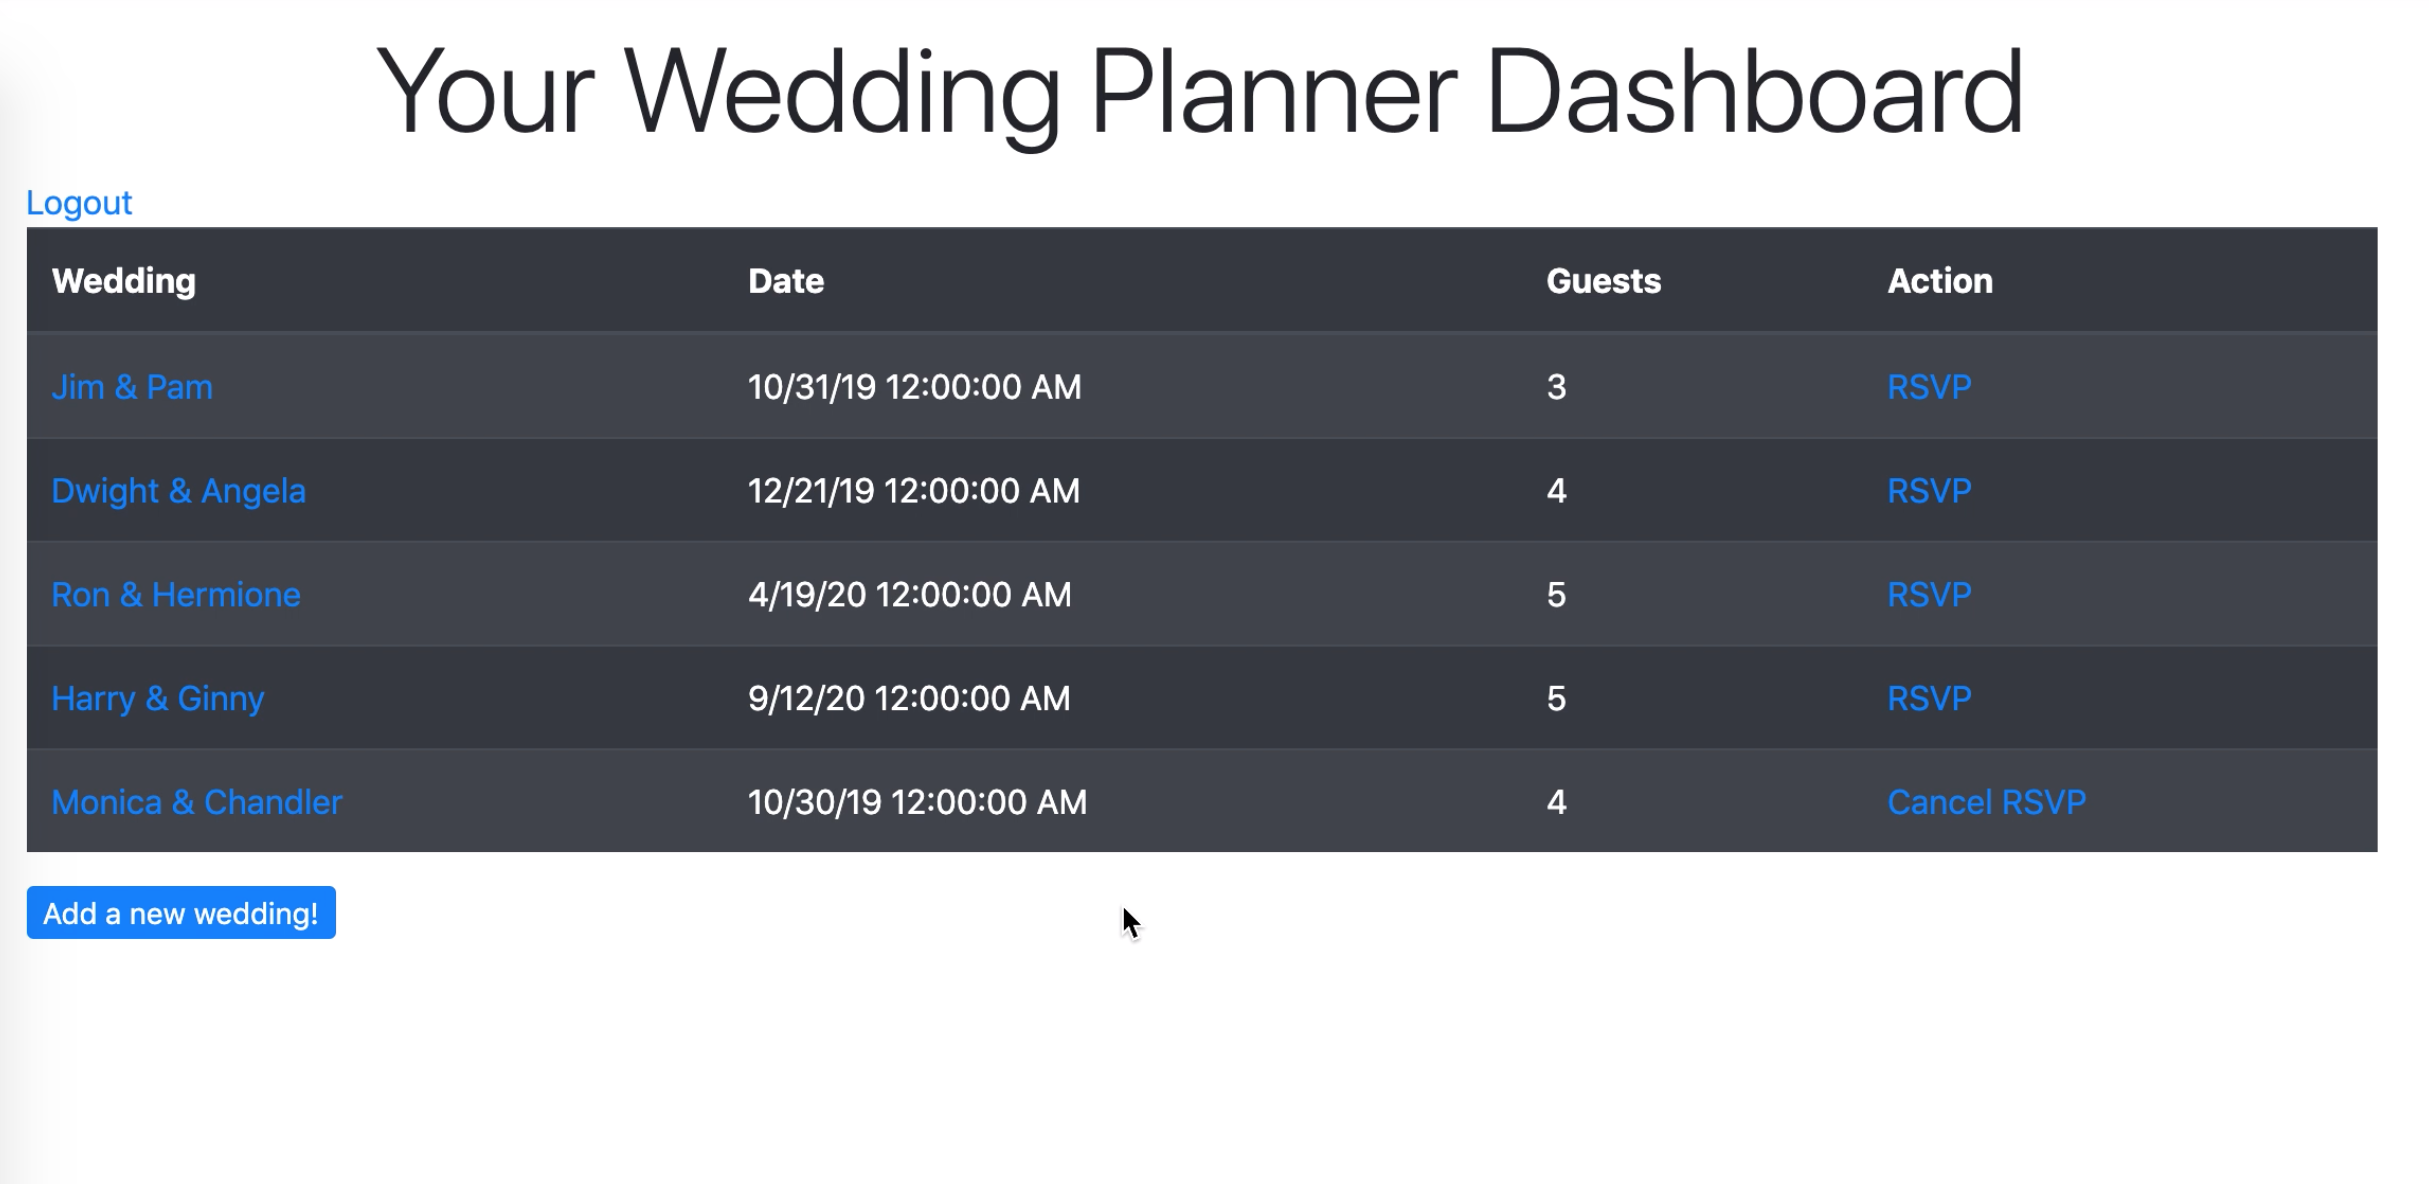 Your Wedding Planner Dashboard
Logout
Wedding Date Guests Action
Jim & Pam 10/31/19 12:00:00 AM 3 RSVP
Dwight & Angela 12/21/19 12:00:00 AM 4 RSVP
Ron & Hermione 4/19/20 12:00:00 AM 5 RSVP
Harry & Ginny 9/12/20 12:00:00 AM 5 RSVP
Monica & Chandler 10/30/19 12:00:00 AM 4 Cancel RSVP
Add a new wedding!